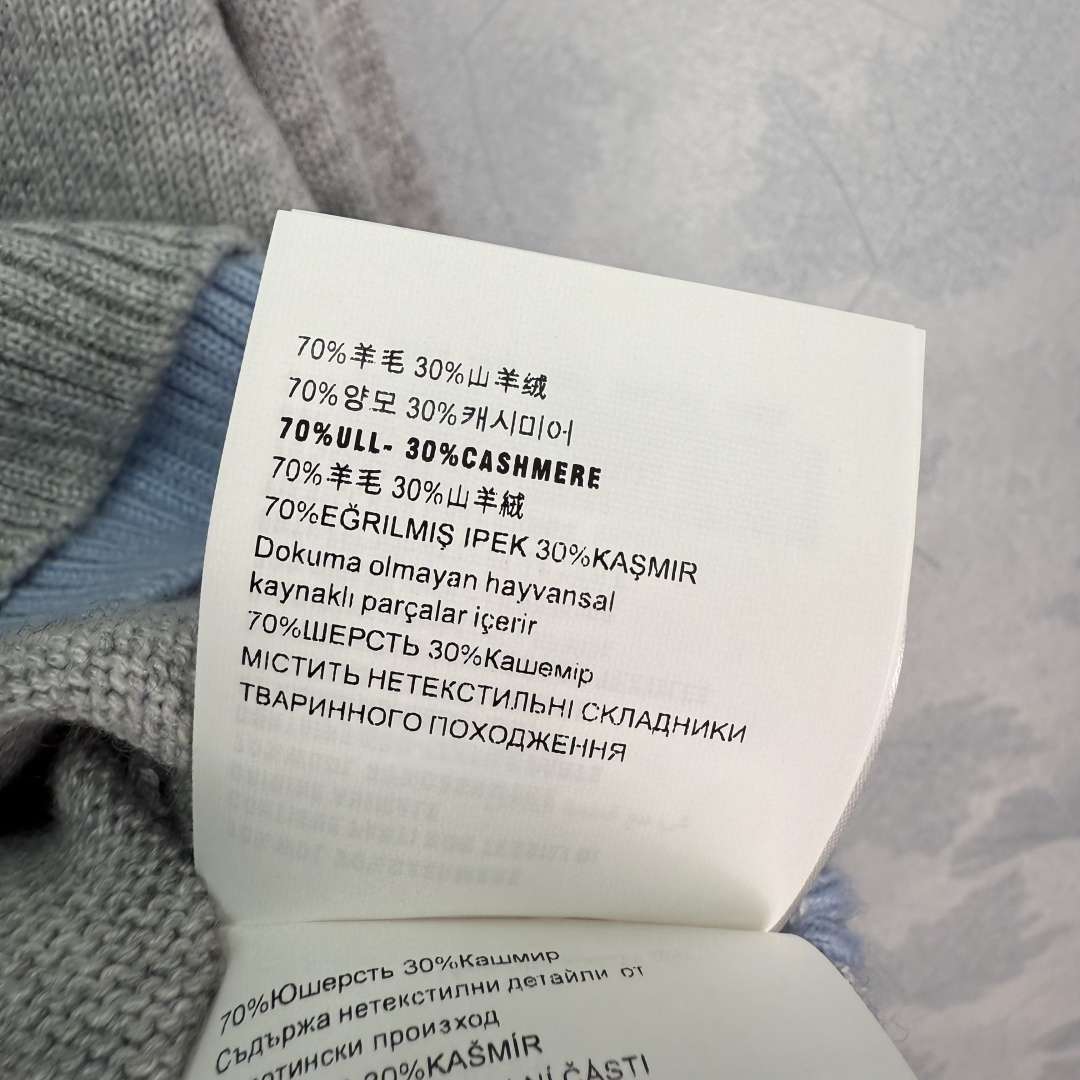 70%羊毛 30%山羊绒
70%양모 30%캐시미어
70%ULL- 30%CASHMERE
70%羊毛 30%山羊絨
70%EĞRILMIŞ IPEK 30%KAŞMIR
Dokuma olmayan hayvansal
kaynaklı parçalar içerir
70%ШЕРСТЬ 30%Кашемір
МІСТИТЬ НЕТЕКСТИЛЬНІ СКЛАДНИКИ
ТВАРИННОГО ПОХОДЖЕННЯ
70%Юшерсть 30%Кашмир
Съдържа нетекстилни детайли от
произход
30%KAŠMÍR
ČÁSTI